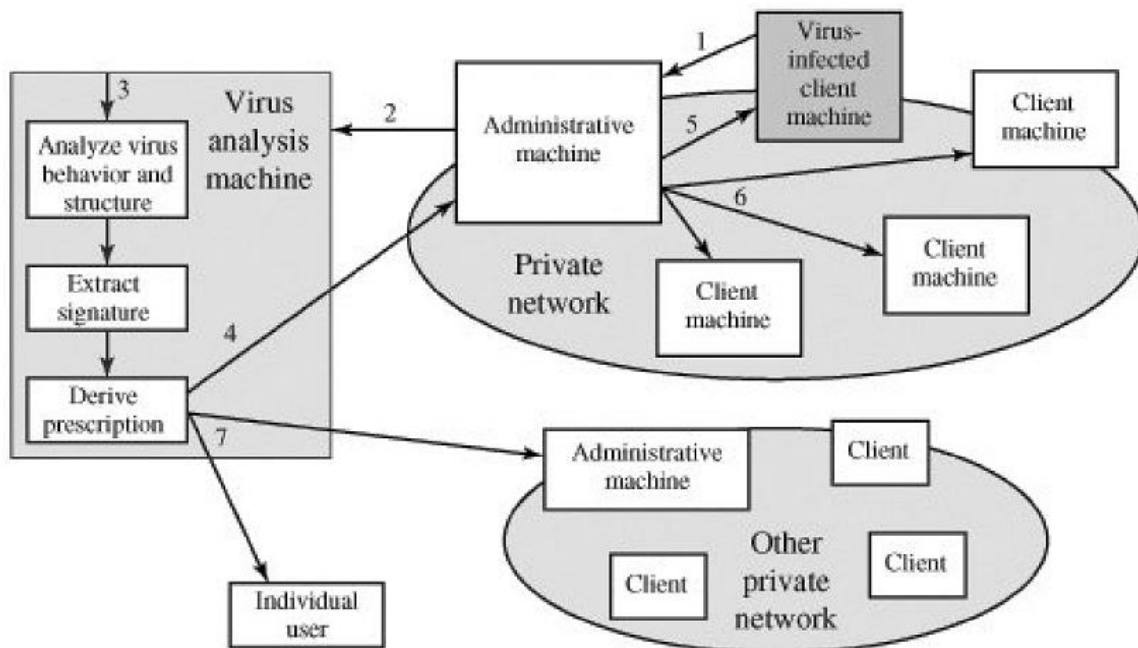 1
Virus-
infected
client
machine
3
Virus
analysis
machine
2
Administrative
machine
5
Client
machine
Analyze virus
behavior and
structure
6
Client
machine
Private
network
Client
machine
Extract
signature
4
Derive
prescription
7
Administrative
machine
Client
Other
private
network
Client
Client
Individual
user